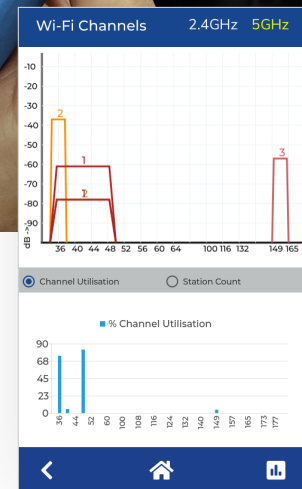 Wi-Fi Channels 2.4GHz 5GHz
-10
-20
-30
-40
2
-50
1
3
-60
-70
-80
-90
dB ->
36 40 44 48 52 56 60 64 100 116 132 149 165
Channel Utilisation Station Count
% Channel Utilisation
90
68
45
23
0
36 44 52 60 100 108 116 124 132 140 149 157 165 173 177